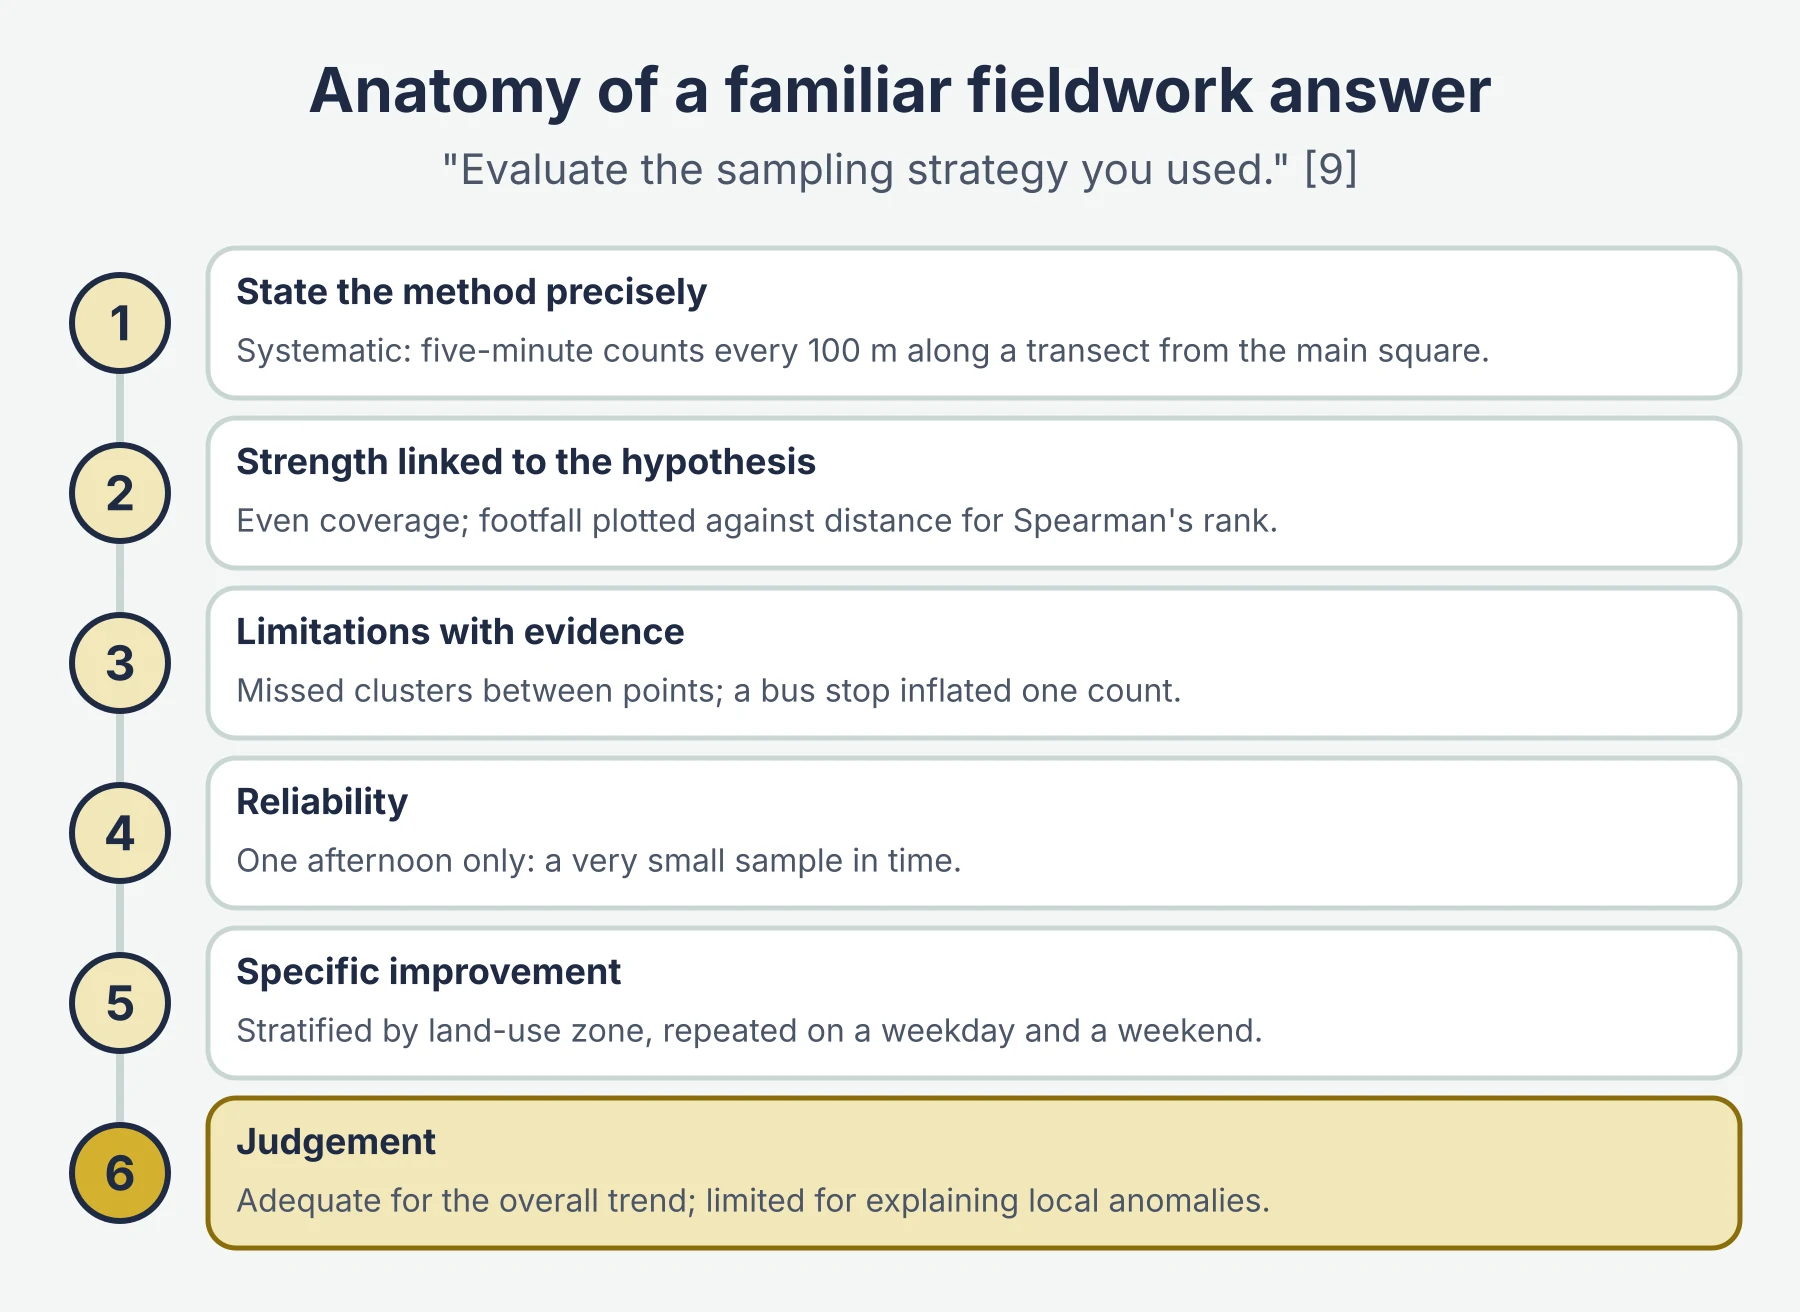 Anatomy of a familiar fieldwork answer
"Evaluate the sampling strategy you used." [9]
1
State the method precisely
Systematic: five-minute counts every 100 m along a transect from the main square.
2
Strength linked to the hypothesis
Even coverage; footfall plotted against distance for Spearman's rank.
3
Limitations with evidence
Missed clusters between points; a bus stop inflated one count.
4
Reliability
One afternoon only: a very small sample in time.
5
Specific improvement
Stratified by land-use zone, repeated on a weekday and a weekend.
6
Judgement
Adequate for the overall trend; limited for explaining local anomalies.